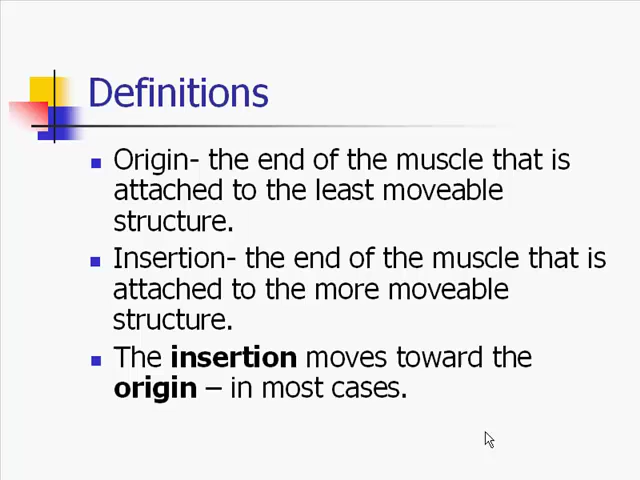 Definitions
Origin- the end of the muscle that is
attached to the least moveable
structure.
Insertion- the end of the muscle that is
attached to the more moveable
structure.
The insertion moves toward the
origin – in most cases.